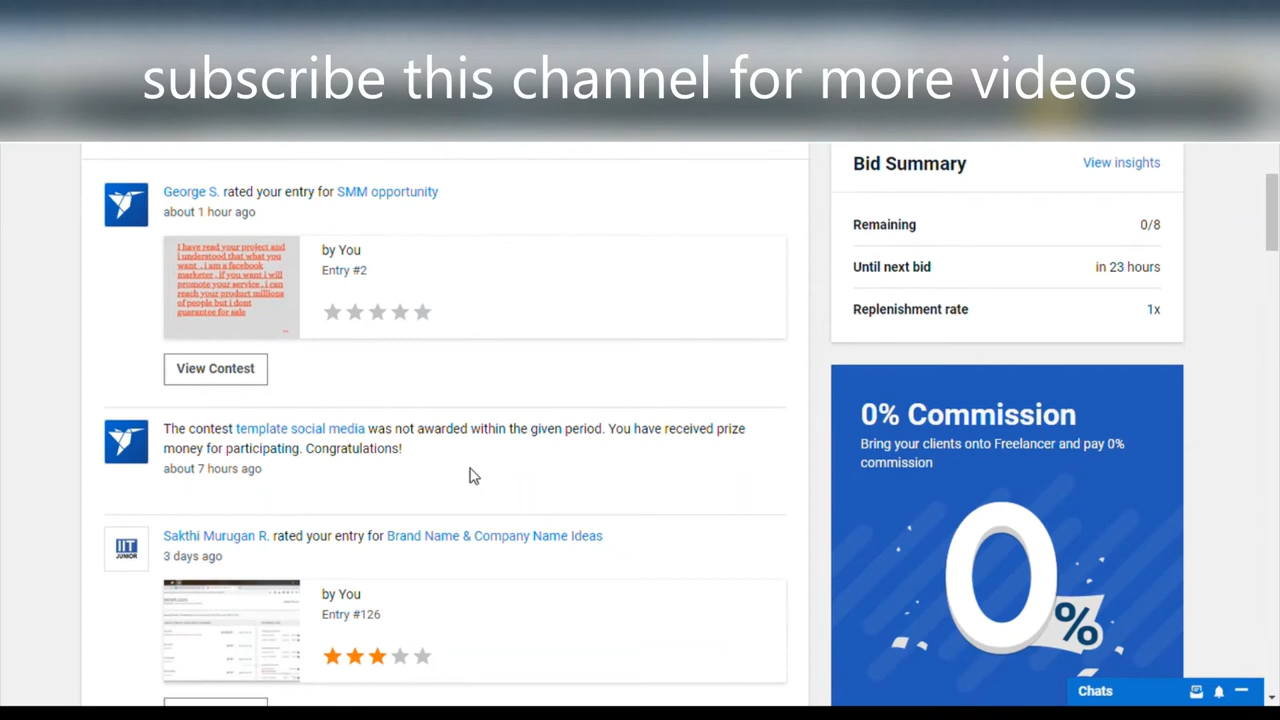 subscribe this channel for more videos
George S. rated your entry for SMM opportunity
about 1 hour ago
I have read your project and
i understood that what you
want , i am a facebook
marketer , if you want i will
promote your service , i can
reach your product millions
of people but i dont
guarantee for sale
by You
Entry #2
View Contest
The contest template social media was not awarded within the given period. You have received prize
money for participating. Congratulations!
about 7 hours ago
IIT
JUNIOR
Sakthi Murugan R. rated your entry for Brand Name & Company Name Ideas
3 days ago
by You
Entry #126
Bid Summary
View insights
Remaining 0/8
Until next bid in 23 hours
Replenishment rate 1x
0% Commission
Bring your clients onto Freelancer and pay 0%
commission
0%
Chats